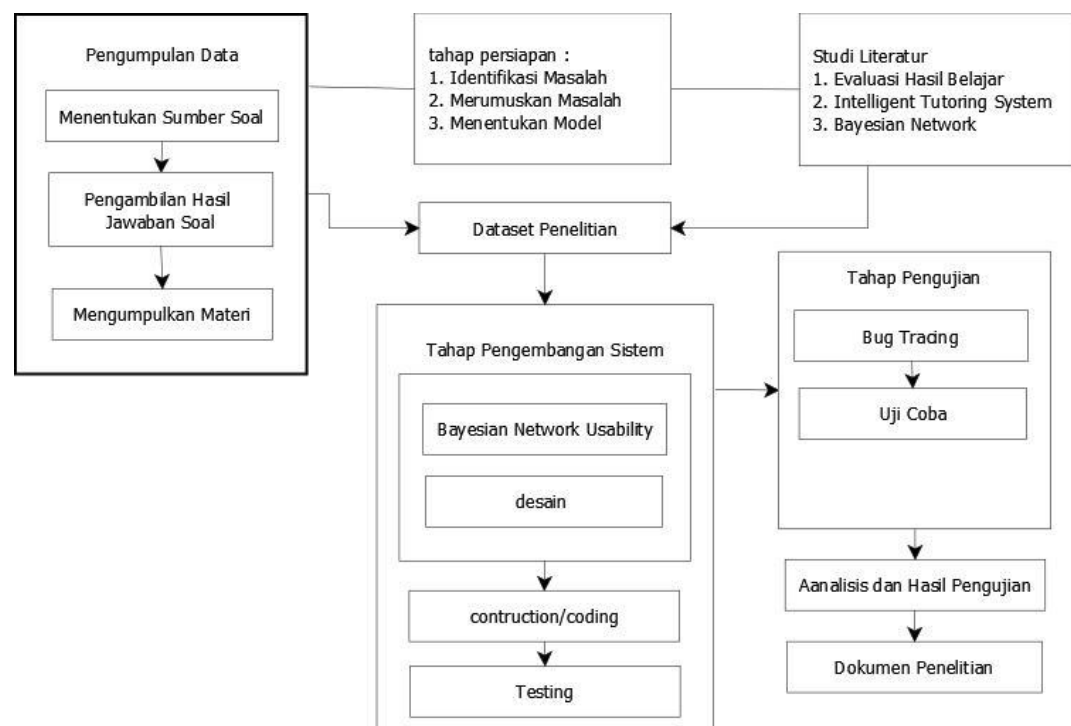 Pengumpulan Data
Menentukan Sumber Soal
Pengambilan Hasil
Jawaban Soal
Mengumpulkan Materi
tahap persiapan :
1. Identifikasi Masalah
2. Merumuskan Masalah
3. Menentukan Model
Studi Literatur
1. Evaluasi Hasil Belajar
2. Intelligent Tutoring System
3. Bayesian Network
Dataset Penelitian
Tahap Pengembangan Sistem
Bayesian Network Usability
desain
contruction/coding
Testing
Tahap Pengujian
Bug Tracing
Uji Coba
Aanalisis dan Hasil Pengujian
Dokumen Penelitian